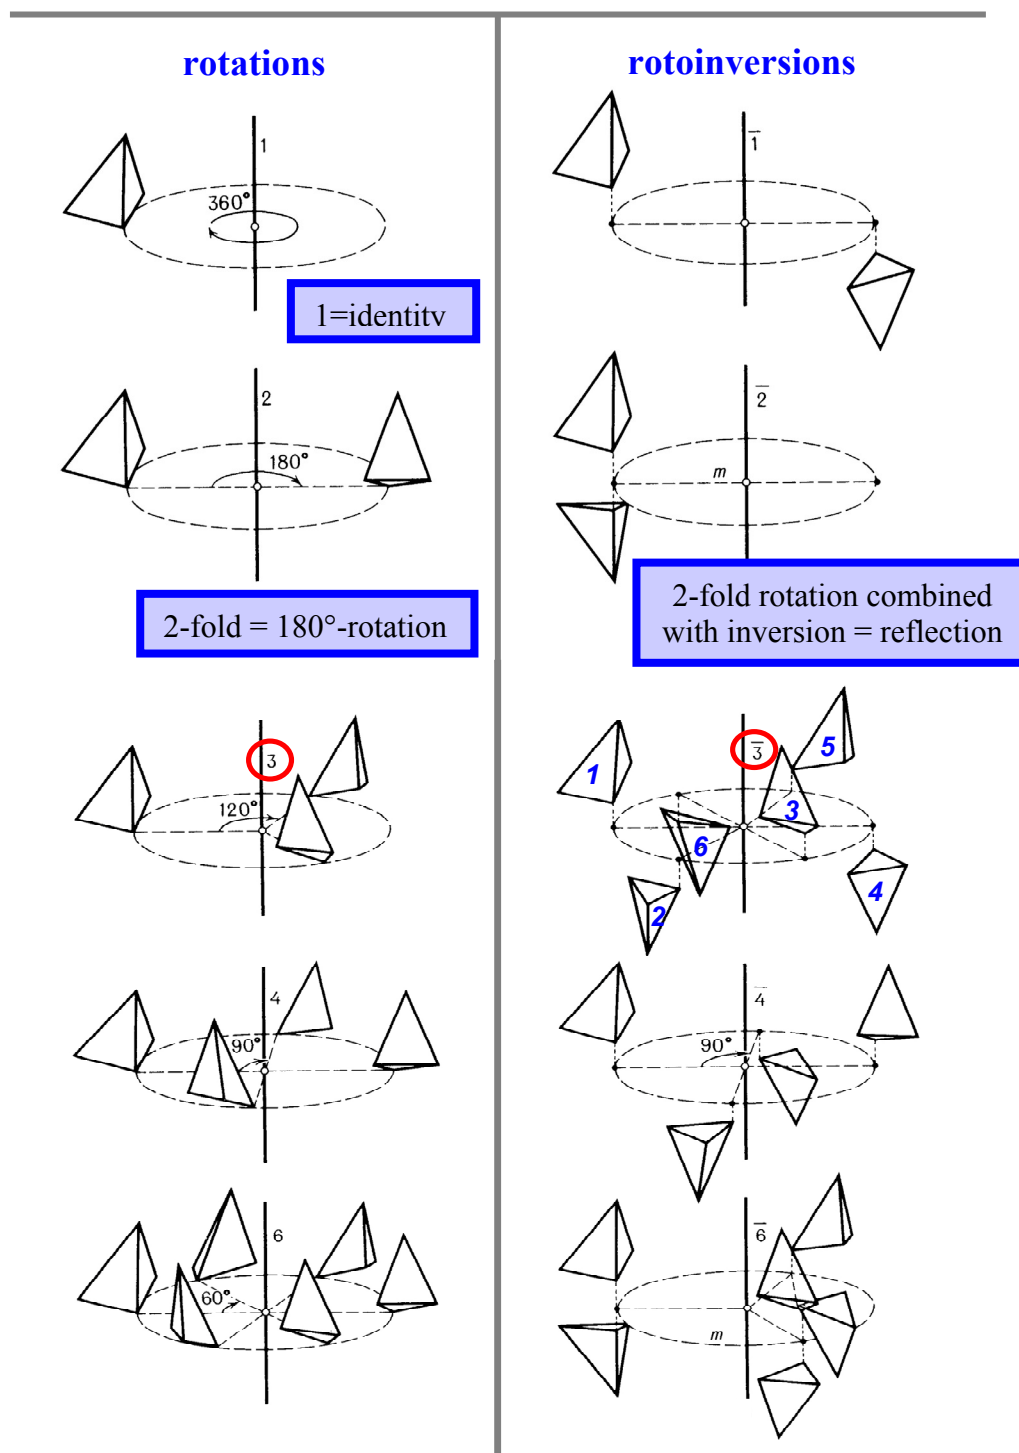 rotations
1
360°
1=identitv
2
180°
2-fold = 180°-rotation
3
120°
4
90°
6
60°
rotoinversions
1̅
2̅
m
2-fold rotation combined
with inversion = reflection
3̅
1
5
3
6
4
2
4̅
90°
6̅
m